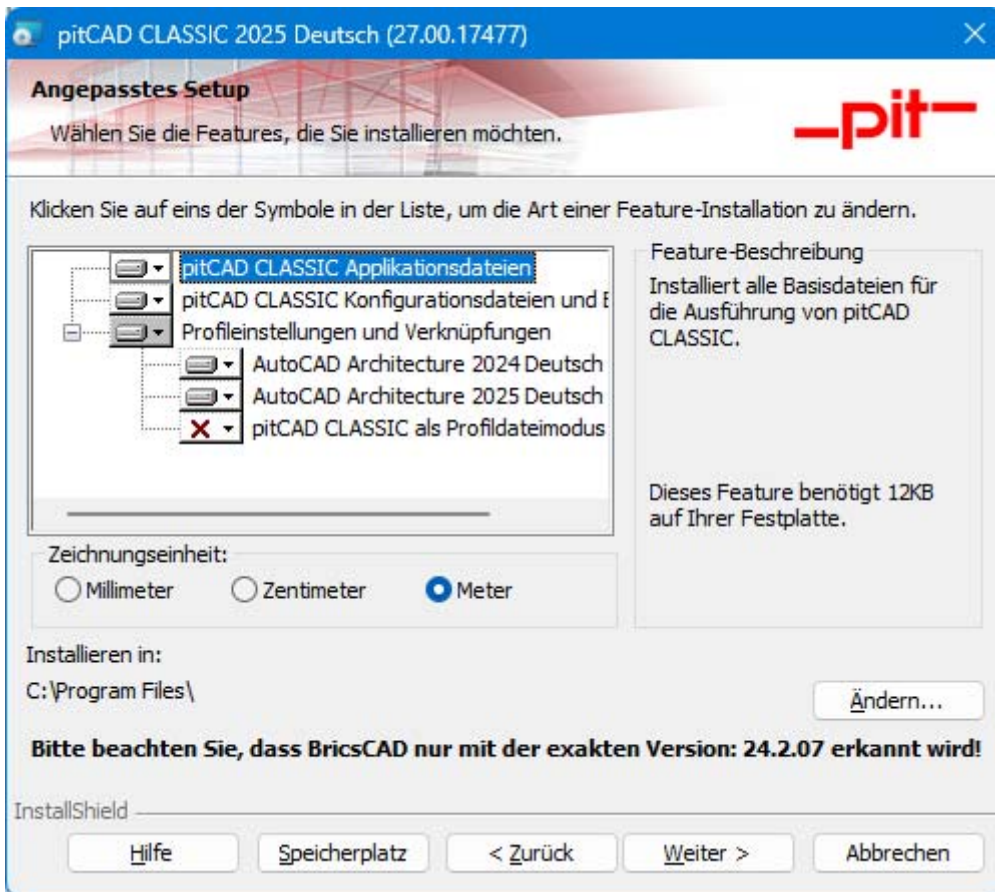 pitCAD CLASSIC 2025 Deutsch (27.00.17477)
Angepasstes Setup
Wählen Sie die Features, die Sie installieren möchten.
pit
Klicken Sie auf eins der Symbole in der Liste, um die Art einer Feature-Installation zu ändern.
pitCAD CLASSIC Applikationsdateien
pitCAD CLASSIC Konfigurationsdateien und
Profileinstellungen und Verknüpfungen
AutoCAD Architecture 2024 Deutsch
AutoCAD Architecture 2025 Deutsch
pitCAD CLASSIC als Profildateimodus
Feature-Beschreibung
Installiert alle Basisdateien für
die Ausführung von pitCAD
CLASSIC.
Dieses Feature benötigt 12KB
auf Ihrer Festplatte.
Zeichnungseinheit:
Millimeter
Zentimeter
Meter
Installieren in:
C:\Program Files\
Ändern...
Bitte beachten Sie, dass BricsCAD nur mit der exakten Version: 24.2.07 erkannt wird!
InstallShield
Hilfe
Speicherplatz
< Zurück
Weiter >
Abbrechen